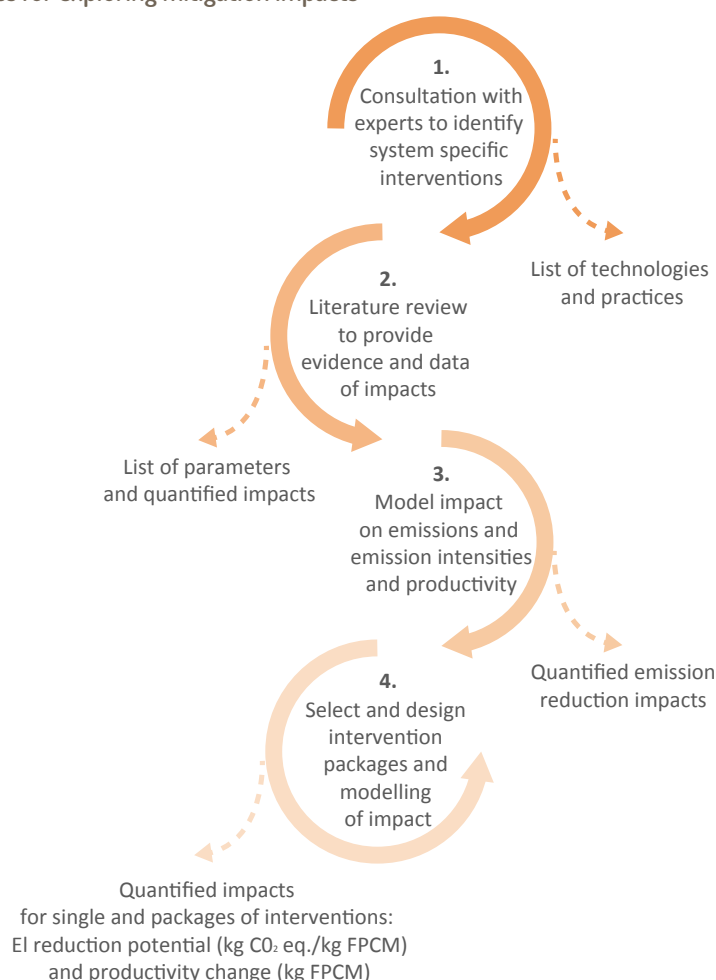 1.
Consultation with
experts to identify
system specific
interventions
List of technologies
and practices
2.
Literature review
to provide
evidence and data
of impacts
List of parameters
and quantified impacts
3.
Model impact
on emissions and
emission intensities
and productivity
Quantified emission
reduction impacts
4.
Select and design
intervention
packages and
modelling
of impact
Quantified impacts
for single and packages of interventions:
EI reduction potential (kg C0₂ eq./kg FPCM)
and productivity change (kg FPCM)